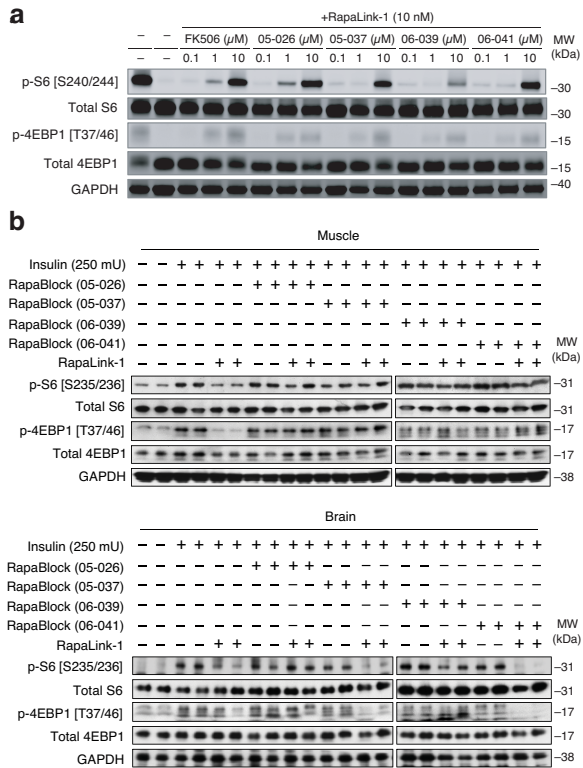 a
+RapaLink-1 (10 nM)
– – FK506 (µM) 05-026 (µM) 05-037 (µM) 06-039 (µM) 06-041 (µM) MW (kDa)
– – 0.1 1 10 0.1 1 10 0.1 1 10 0.1 1 10 0.1 1 10
p-S6 [S240/244] –30
Total S6 –30
p-4EBP1 [T37/46] –15
Total 4EBP1 –15
GAPDH –40
b
Muscle
Insulin (250 mU) – – + + + + + + + + + + + + + + + + + + + +
RapaBlock (05-026) – – – – – – + + + + – – – – – – – – – – – –
RapaBlock (05-037) – – – – – – – – – – + + + + – – – – – – – –
RapaBlock (06-039) – – – – – – – – – – – – – – + + + + – – – –
RapaBlock (06-041) – – – – – – – – – – – – – – – – – – + + + + MW (kDa)
RapaLink-1 – – – – + + – – + + – – + + – – + + – – + +
p-S6 [S235/236] –31
Total S6 –31
p-4EBP1 [T37/46] –17
Total 4EBP1 –17
GAPDH –38
Brain
Insulin (250 mU) – – + + + + + + + + + + + + + + + + + + + +
RapaBlock (05-026) – – – – – – + + + + – – – – – – – – – – – –
RapaBlock (05-037) – – – – – – – – – – + + + + – – – – – – – –
RapaBlock (06-039) – – – – – – – – – – – – – – + + + + – – – –
RapaBlock (06-041) – – – – – – – – – – – – – – – – – – + + + + MW (kDa)
RapaLink-1 – – – – + + – – + + – – + + – – + + – – + +
p-S6 [S235/236] –31
Total S6 –31
p-4EBP1 [T37/46] –17
Total 4EBP1 –17
GAPDH –38